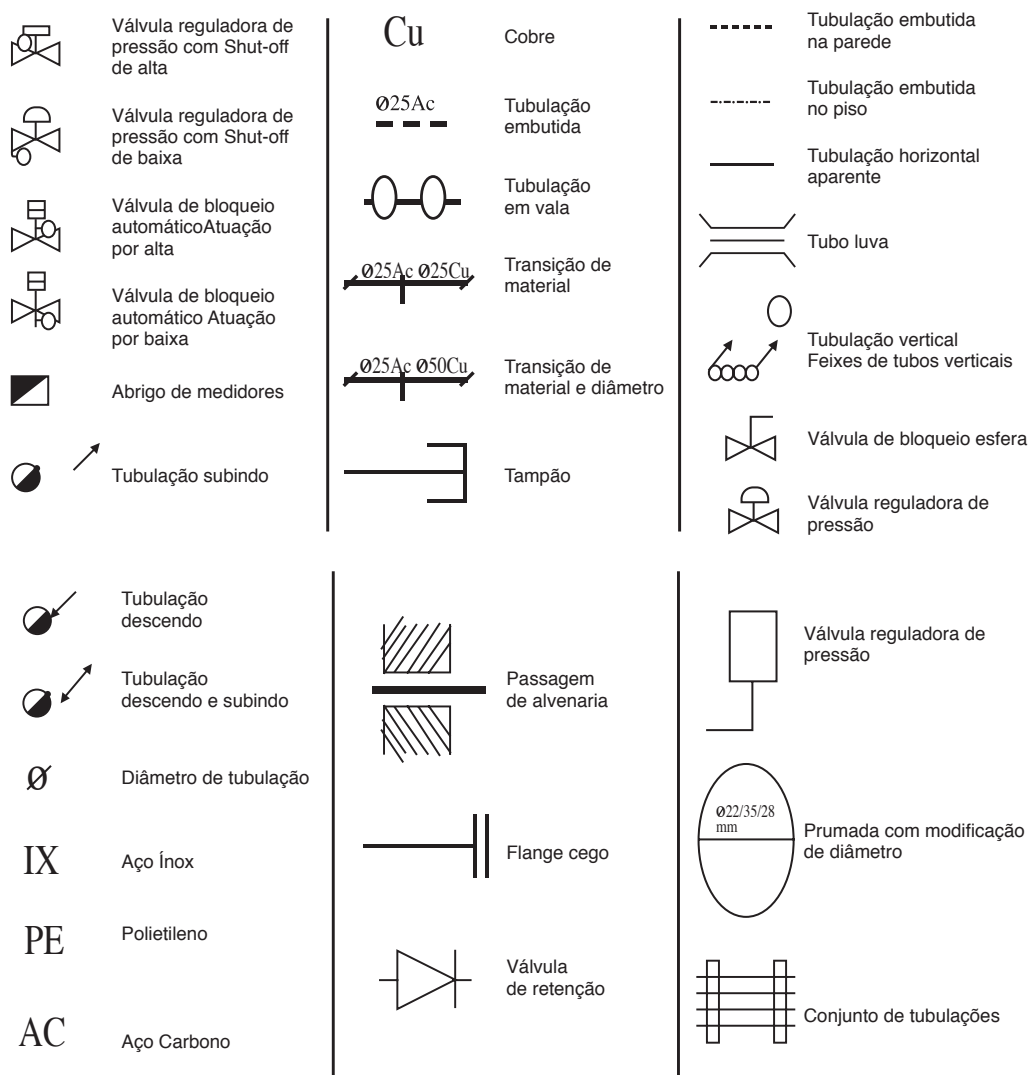 Válvula reguladora de
pressão com Shut-off
de alta
Válvula reguladora de
pressão com Shut-off
de baixa
Válvula de bloqueio
automáticoAtuação
por alta
Válvula de bloqueio
automático Atuação
por baixa
Abrigo de medidores
Tubulação subindo
Cu
Cobre
Ø25Ac
Tubulação
embutida
Tubulação
em vala
Ø25Ac Ø25Cu
Transição de
material
Ø25Ac Ø50Cu
Transição de
material e diâmetro
Tampão
Tubulação embutida
na parede
Tubulação embutida
no piso
Tubulação horizontal
aparente
Tubo luva
Tubulação vertical
Feixes de tubos verticais
Válvula de bloqueio esfera
Válvula reguladora de
pressão
Tubulação
descendo
Tubulação
descendo e subindo
Ø
Diâmetro de tubulação
IX
Aço Ínox
PE
Polietileno
AC
Aço Carbono
Passagem
de alvenaria
Flange cego
Válvula
de retenção
Válvula reguladora de
pressão
Ø22/35/28
mm
Prumada com modificação
de diâmetro
Conjunto de tubulações